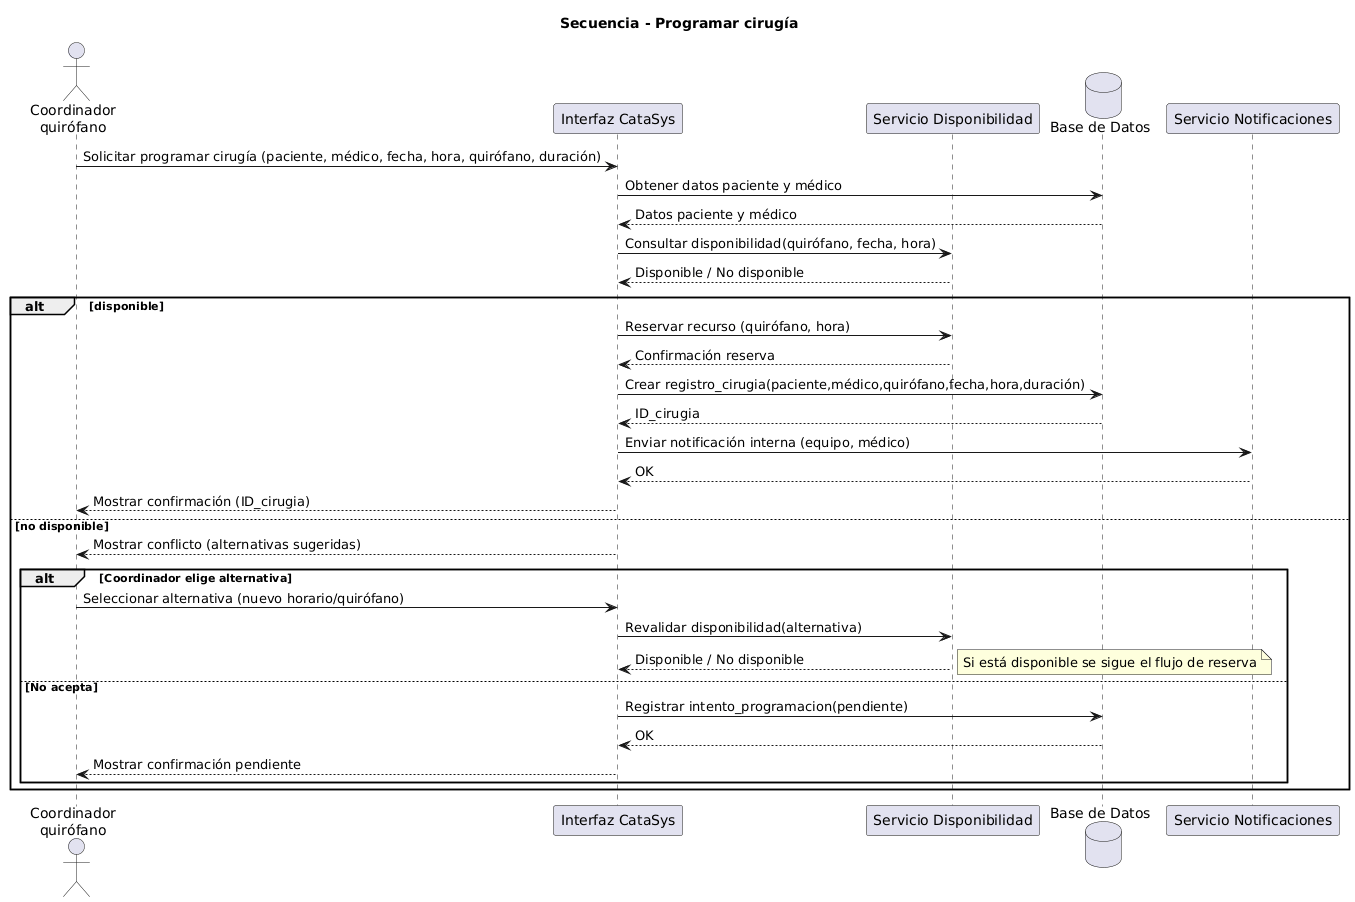 Secuencia - Programar cirugía
Coordinador
quirófano
Interfaz CataSys
Servicio Disponibilidad
Base de Datos
Servicio Notificaciones
Solicitar programar cirugía (paciente, médico, fecha, hora, quirófano, duración)
Obtener datos paciente y médico
Datos paciente y médico
Consultar disponibilidad(quirófano, fecha, hora)
Disponible / No disponible
alt
[disponible]
Reservar recurso (quirófano, hora)
Confirmación reserva
Crear registro_cirugia(paciente,médico,quirófano,fecha,hora,duración)
ID_cirugia
Enviar notificación interna (equipo, médico)
OK
Mostrar confirmación (ID_cirugia)
[no disponible]
Mostrar conflicto (alternativas sugeridas)
alt
[Coordinador elige alternativa]
Seleccionar alternativa (nuevo horario/quirófano)
Revalidar disponibilidad(alternativa)
Disponible / No disponible
Si está disponible se sigue el flujo de reserva
[No acepta]
Registrar intento_programacion(pendiente)
OK
Mostrar confirmación pendiente
Coordinador
quirófano
Interfaz CataSys
Servicio Disponibilidad
Base de Datos
Servicio Notificaciones